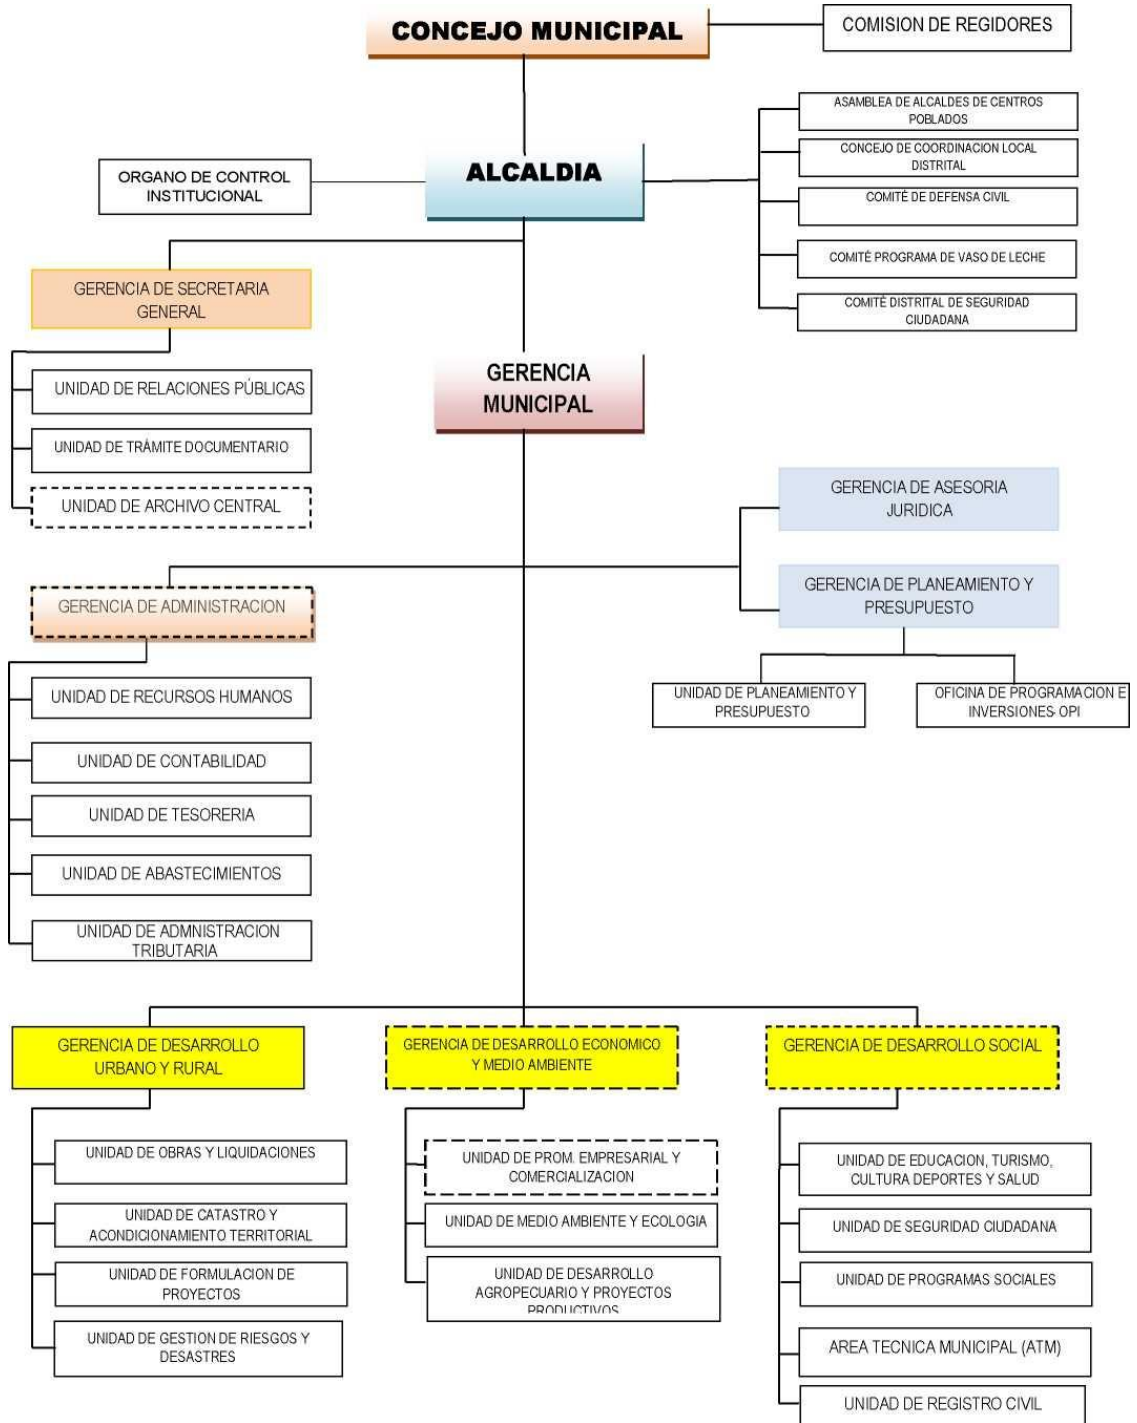 CONCEJO MUNICIPAL
COMISION DE REGIDORES
ASAMBLEA DE ALCALDES DE CENTROS
POBLADOS
CONCEJO DE COORDINACION LOCAL
DISTRITAL
COMITÉ DE DEFENSA CIVIL
COMITÉ PROGRAMA DE VASO DE LECHE
COMITÉ DISTRITAL DE SEGURIDAD
CIUDADANA
ALCALDIA
ORGANO DE CONTROL
INSTITUCIONAL
GERENCIA DE SECRETARIA
GENERAL
UNIDAD DE RELACIONES PÚBLICAS
UNIDAD DE TRÁMITE DOCUMENTARIO
UNIDAD DE ARCHIVO CENTRAL
GERENCIA
MUNICIPAL
GERENCIA DE ASESORIA
JURIDICA
GERENCIA DE PLANEAMIENTO Y
PRESUPUESTO
UNIDAD DE PLANEAMIENTO Y
PRESUPUESTO
OFICINA DE PROGRAMACION E
INVERSIONES- OPI
GERENCIA DE ADMINISTRACION
UNIDAD DE RECURSOS HUMANOS
UNIDAD DE CONTABILIDAD
UNIDAD DE TESORERIA
UNIDAD DE ABASTECIMIENTOS
UNIDAD DE ADMNISTRACION
TRIBUTARIA
GERENCIA DE DESARROLLO
URBANO Y RURAL
UNIDAD DE OBRAS Y LIQUIDACIONES
UNIDAD DE CATASTRO Y
ACONDICIONAMIENTO TERRITORIAL
UNIDAD DE FORMULACION DE
PROYECTOS
UNIDAD DE GESTION DE RIESGOS Y
DESASTRES
GERENCIA DE DESARROLLO ECONOMICO
Y MEDIO AMBIENTE
UNIDAD DE PROM. EMPRESARIAL Y
COMERCIALIZACION
UNIDAD DE MEDIO AMBIENTE Y ECOLOGIA
UNIDAD DE DESARROLLO
AGROPECUARIO Y PROYECTOS
PRODUCTIVOS
GERENCIA DE DESARROLLO SOCIAL
UNIDAD DE EDUCACION, TURISMO,
CULTURA DEPORTES Y SALUD
UNIDAD DE SEGURIDAD CIUDADANA
UNIDAD DE PROGRAMAS SOCIALES
AREA TECNICA MUNICIPAL (ATM)
UNIDAD DE REGISTRO CIVIL